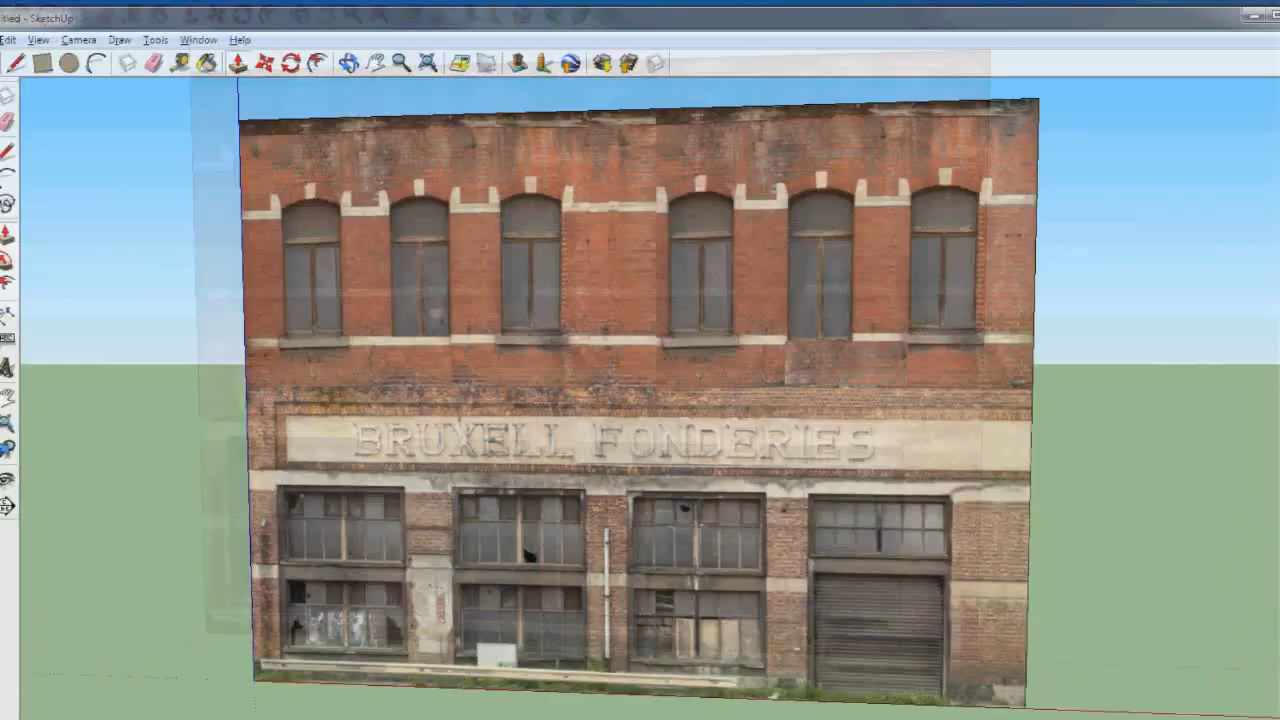 itled - SketchUp
Edit View Camera Draw Tools Window Help
BRUXELL FONDERIES